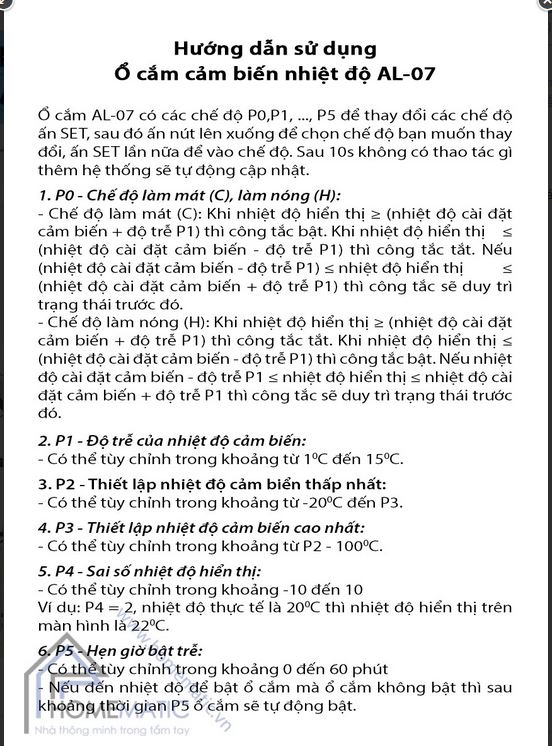 Hướng dẫn sử dụng
Ổ cắm cảm biến nhiệt độ AL-07
Ổ cắm AL-07 có các chế độ P0,P1, ..., P5 để thay đổi các chế độ
ấn SET, sau đó ấn nút lên xuống để chọn chế độ bạn muốn thay
đổi, ấn SET lần nữa để vào chế độ. Sau 10s không có thao tác gì
thêm hệ thống sẽ tự động cập nhật.
1. P0 - Chế độ làm mát (C), làm nóng (H):
- Chế độ làm mát (C): Khi nhiệt độ hiển thị ≥ (nhiệt độ cài đặt
cảm biến + độ trễ P1) thì công tắc bật. Khi nhiệt độ hiển thị ≤
(nhiệt độ cài đặt cảm biến - độ trễ P1) thì công tắc tắt. Nếu
(nhiệt độ cài đặt cảm biến - độ trễ P1) ≤ nhiệt độ hiển thị ≤
(nhiệt độ cài đặt cảm biến + độ trễ P1) thì công tắc sẽ duy trì
trạng thái trước đó.
- Chế độ làm nóng (H): Khi nhiệt độ hiển thị ≥ (nhiệt độ cài đặt
cảm biến + độ trễ P1) thì công tắc tắt. Khi nhiệt độ hiển thị ≤
(nhiệt độ cài đặt cảm biến - độ trễ P1) thì công tắc bật. Nếu nhiệt
độ cài đặt cảm biến - độ trễ P1 ≤ nhiệt độ hiển thị ≤ nhiệt độ cài
đặt cảm biến + độ trễ P1 thì công tắc sẽ duy trì trạng thái trước
đó.
2. P1 - Độ trễ của nhiệt độ cảm biến:
- Có thể tùy chỉnh trong khoảng từ 1⁰C đến 15⁰C.
3. P2 - Thiết lập nhiệt độ cảm biển thấp nhất:
- Có thể tùy chỉnh trong khoảng từ -20⁰C đến P3.
4. P3 - Thiết lập nhiệt độ cảm biến cao nhất:
- Có thể tùy chỉnh trong khoảng từ P2 - 100⁰C.
5. P4 - Sai số nhiệt độ hiển thị:
- Có thể tùy chỉnh trong khoảng -10 đến 10
Ví dụ: P4 = 2, nhiệt độ thực tế là 20⁰C thì nhiệt độ hiển thị trên
màn hình là 22⁰C.
6. P5 - Hẹn giờ bật trễ:
- Có thể tùy chỉnh trong khoảng 0 đến 60 phút
- Nếu đến nhiệt độ để bật ổ cắm mà ổ cắm không bật thì sau
khoảng thời gian P5 ổ cắm sẽ tự động bật.
www.homematic.vn
HOMEMATIC
Nhà thông minh trong tầm tay